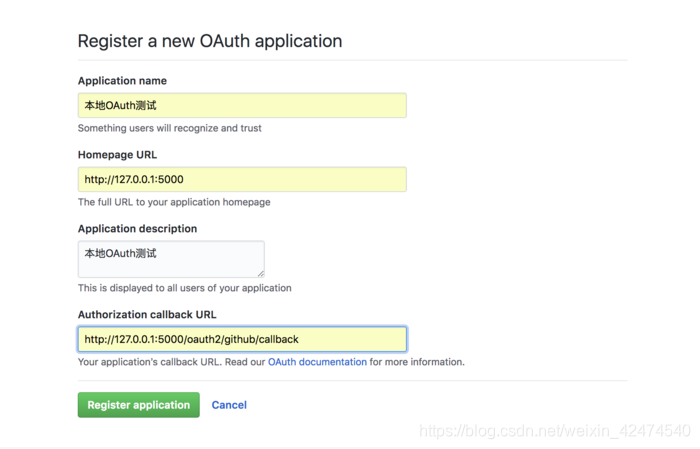 Register a new OAuth application
Application name
本地OAuth测试
Something users will recognize and trust
Homepage URL
http://127.0.0.1:5000
The full URL to your application homepage
Application description
本地OAuth测试
This is displayed to all users of your application
Authorization callback URL
http://127.0.0.1:5000/oauth2/github/callback
Your application's callback URL. Read our OAuth documentation for more information.
Register application Cancel
https://blog.csdn.net/weixin_42474540